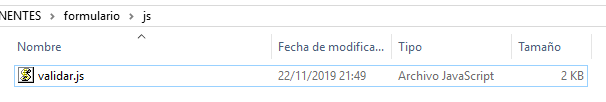 NENTES > formulario > js
Nombre Fecha de modifica... Tipo Tamaño
validar.js 22/11/2019 21:49 Archivo JavaScript 2 KB